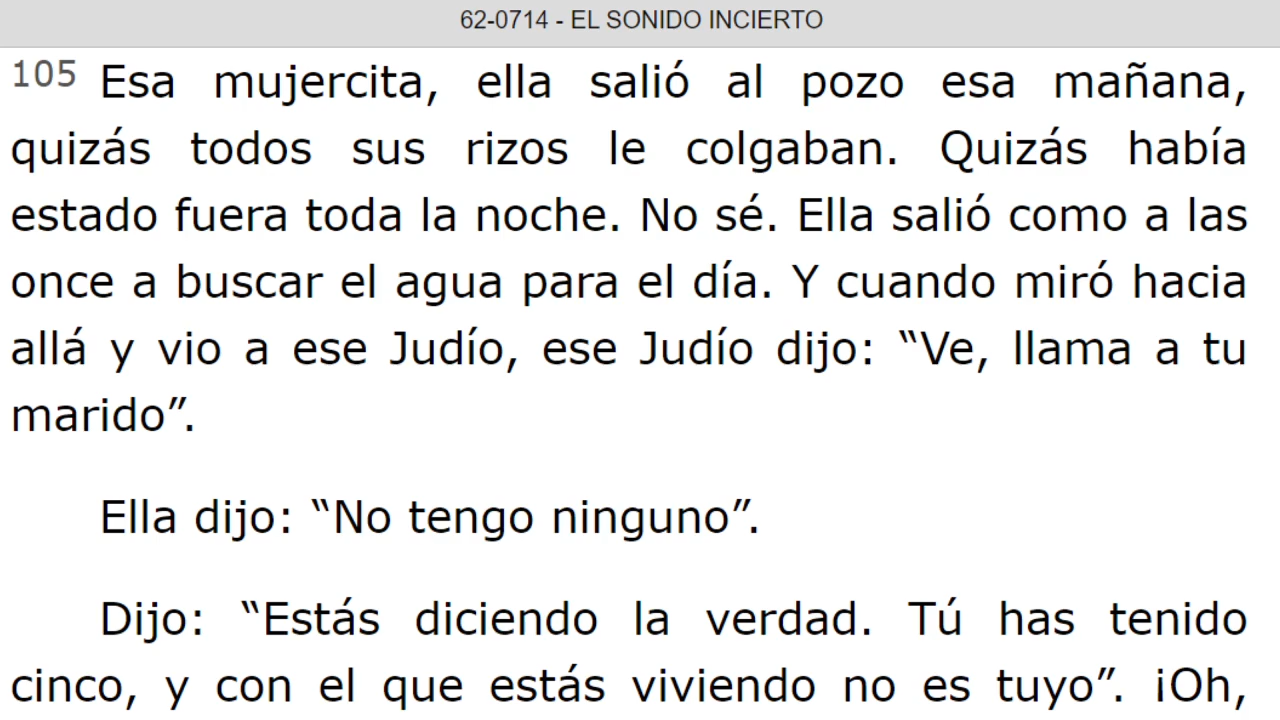 62-0714 - EL SONIDO INCIERTO
105 Esa mujercita, ella salió al pozo esa mañana,
quizás todos sus rizos le colgaban. Quizás había
estado fuera toda la noche. No sé. Ella salió como a las
once a buscar el agua para el día. Y cuando miró hacia
allá y vio a ese Judío, ese Judío dijo: “Ve, llama a tu
marido”.
Ella dijo: “No tengo ninguno”.
Dijo: “Estás diciendo la verdad. Tú has tenido
cinco, y con el que estás viviendo no es tuyo”. ¡Oh,